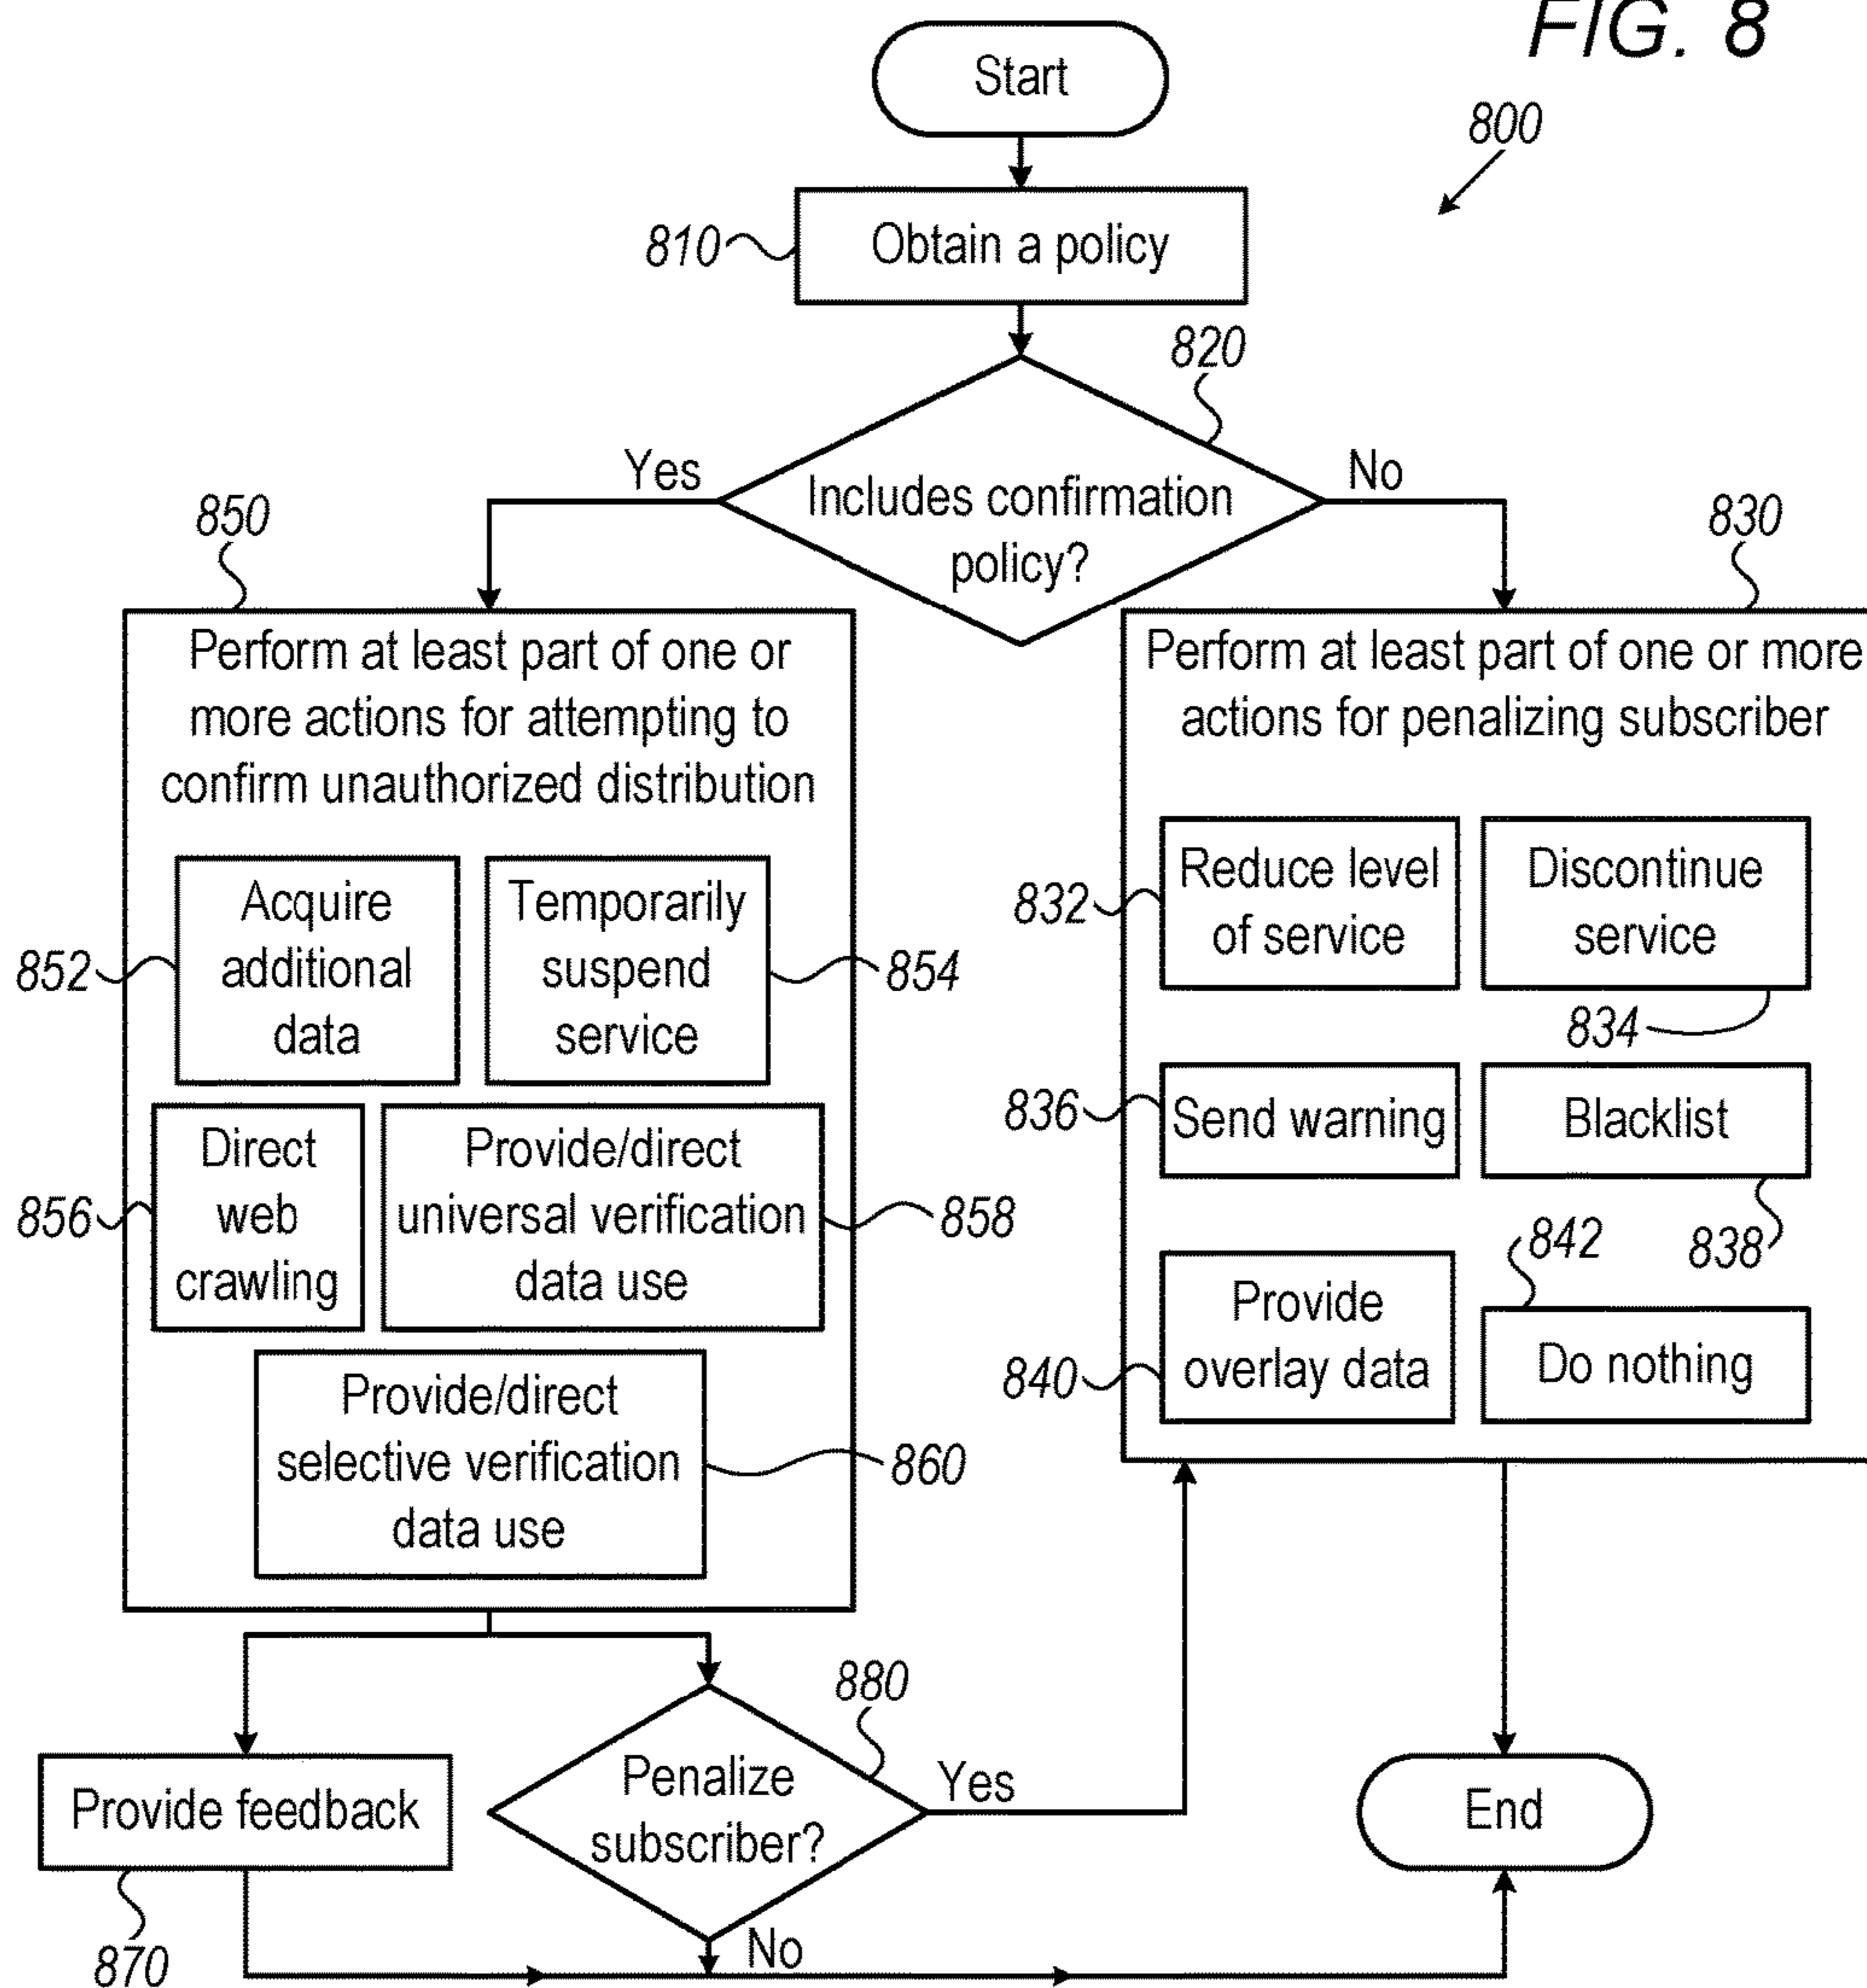 FIG. 8
Start
800
810
Obtain a policy
820
Yes
No
Includes confirmation
policy?
850
830
Perform at least part of one or
more actions for attempting to
confirm unauthorized distribution
Acquire
additional
data
852
Temporarily
suspend
service
854
Direct
web
crawling
856
Provide/direct
universal verification
data use
858
Provide/direct
selective verification
data use
860
Perform at least part of one or more
actions for penalizing subscriber
832
Reduce level
of service
Discontinue
service
834
836
Send warning
Blacklist
838
840
Provide
overlay data
842
Do nothing
880
Provide feedback
870
Penalize
subscriber?
Yes
No
End